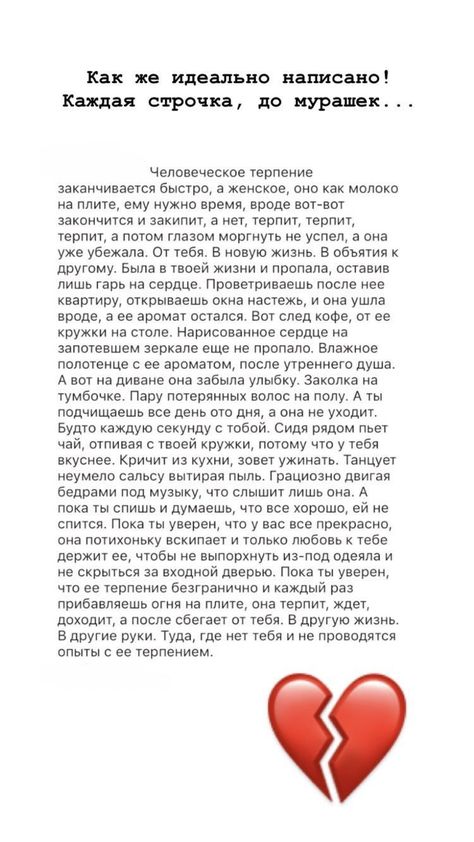 Как же идеально написано!
Каждая строчка, до мурашек...
Человеческое терпение
заканчивается быстро, а женское, оно как молоко
на плите, ему нужно время, вроде вот-вот
закончится и закипит, а нет, терпит, терпит,
терпит, а потом глазом моргнуть не успел, а она
уже убежала. От тебя. В новую жизнь. В объятия к
другому. Была в твоей жизни и пропала, оставив
лишь гарь на сердце. Проветриваешь после нее
квартиру, открываешь окна настежь, и она ушла
вроде, а ее аромат остался. Вот след кофе, от ее
кружки на столе. Нарисованное сердце на
запотевшем зеркале еще не пропало. Влажное
полотенце с ее ароматом, после утреннего душа.
А вот на диване она забыла улыбку. Заколка на
тумбочке. Пару потерянных волос на полу. А ты
подчищаешь все день ото дня, а она не уходит.
Будто каждую секунду с тобой. Сидя рядом пьет
чай, отпивая с твоей кружки, потому что у тебя
вкуснее. Кричит из кухни, зовет ужинать. Танцует
неумело сальсу вытирая пыль. Грациозно двигая
бедрами под музыку, что слышит лишь она. А
пока ты спишь и думаешь, что все хорошо, ей не
спится. Пока ты уверен, что у вас все прекрасно,
она потихоньку вскипает и только любовь к тебе
держит ее, чтобы не выпорхнуть из-под одеяла и
не скрыться за входной дверью. Пока ты уверен,
что ее терпение безгранично и каждый раз
прибавляешь огня на плите, она терпит, ждет,
доходит, а после сбегает от тебя. В другую жизнь.
В другие руки. Туда, где нет тебя и не проводятся
опыты с ее терпением.